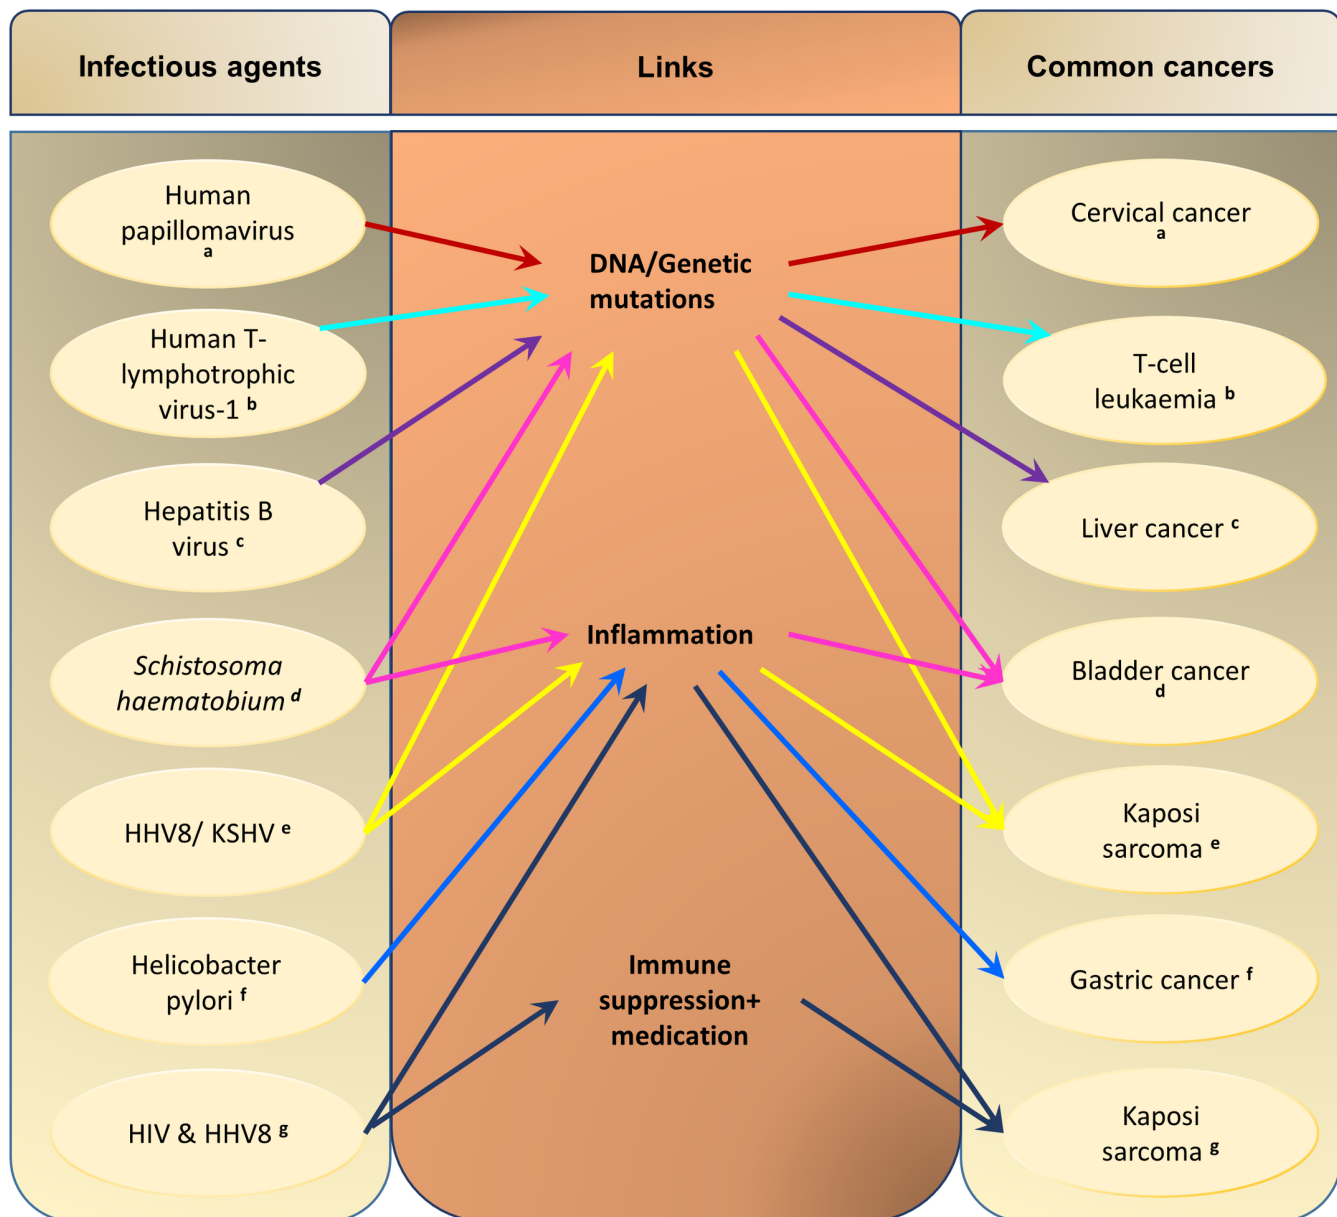 Infectious agents
Links
Common cancers
Human
papillomavirus
a
Human T-
lymphotrophic
virus-1 b
Hepatitis B
virus c
Schistosoma
haematobium d
HHV8/ KSHV e
Helicobacter
pylori f
HIV & HHV8 g
DNA/Genetic
mutations
Inflammation
Immune
suppression+
medication
Cervical cancer
a
T-cell
leukaemia b
Liver cancer c
Bladder cancer
d
Kaposi
sarcoma e
Gastric cancer f
Kaposi
sarcoma g